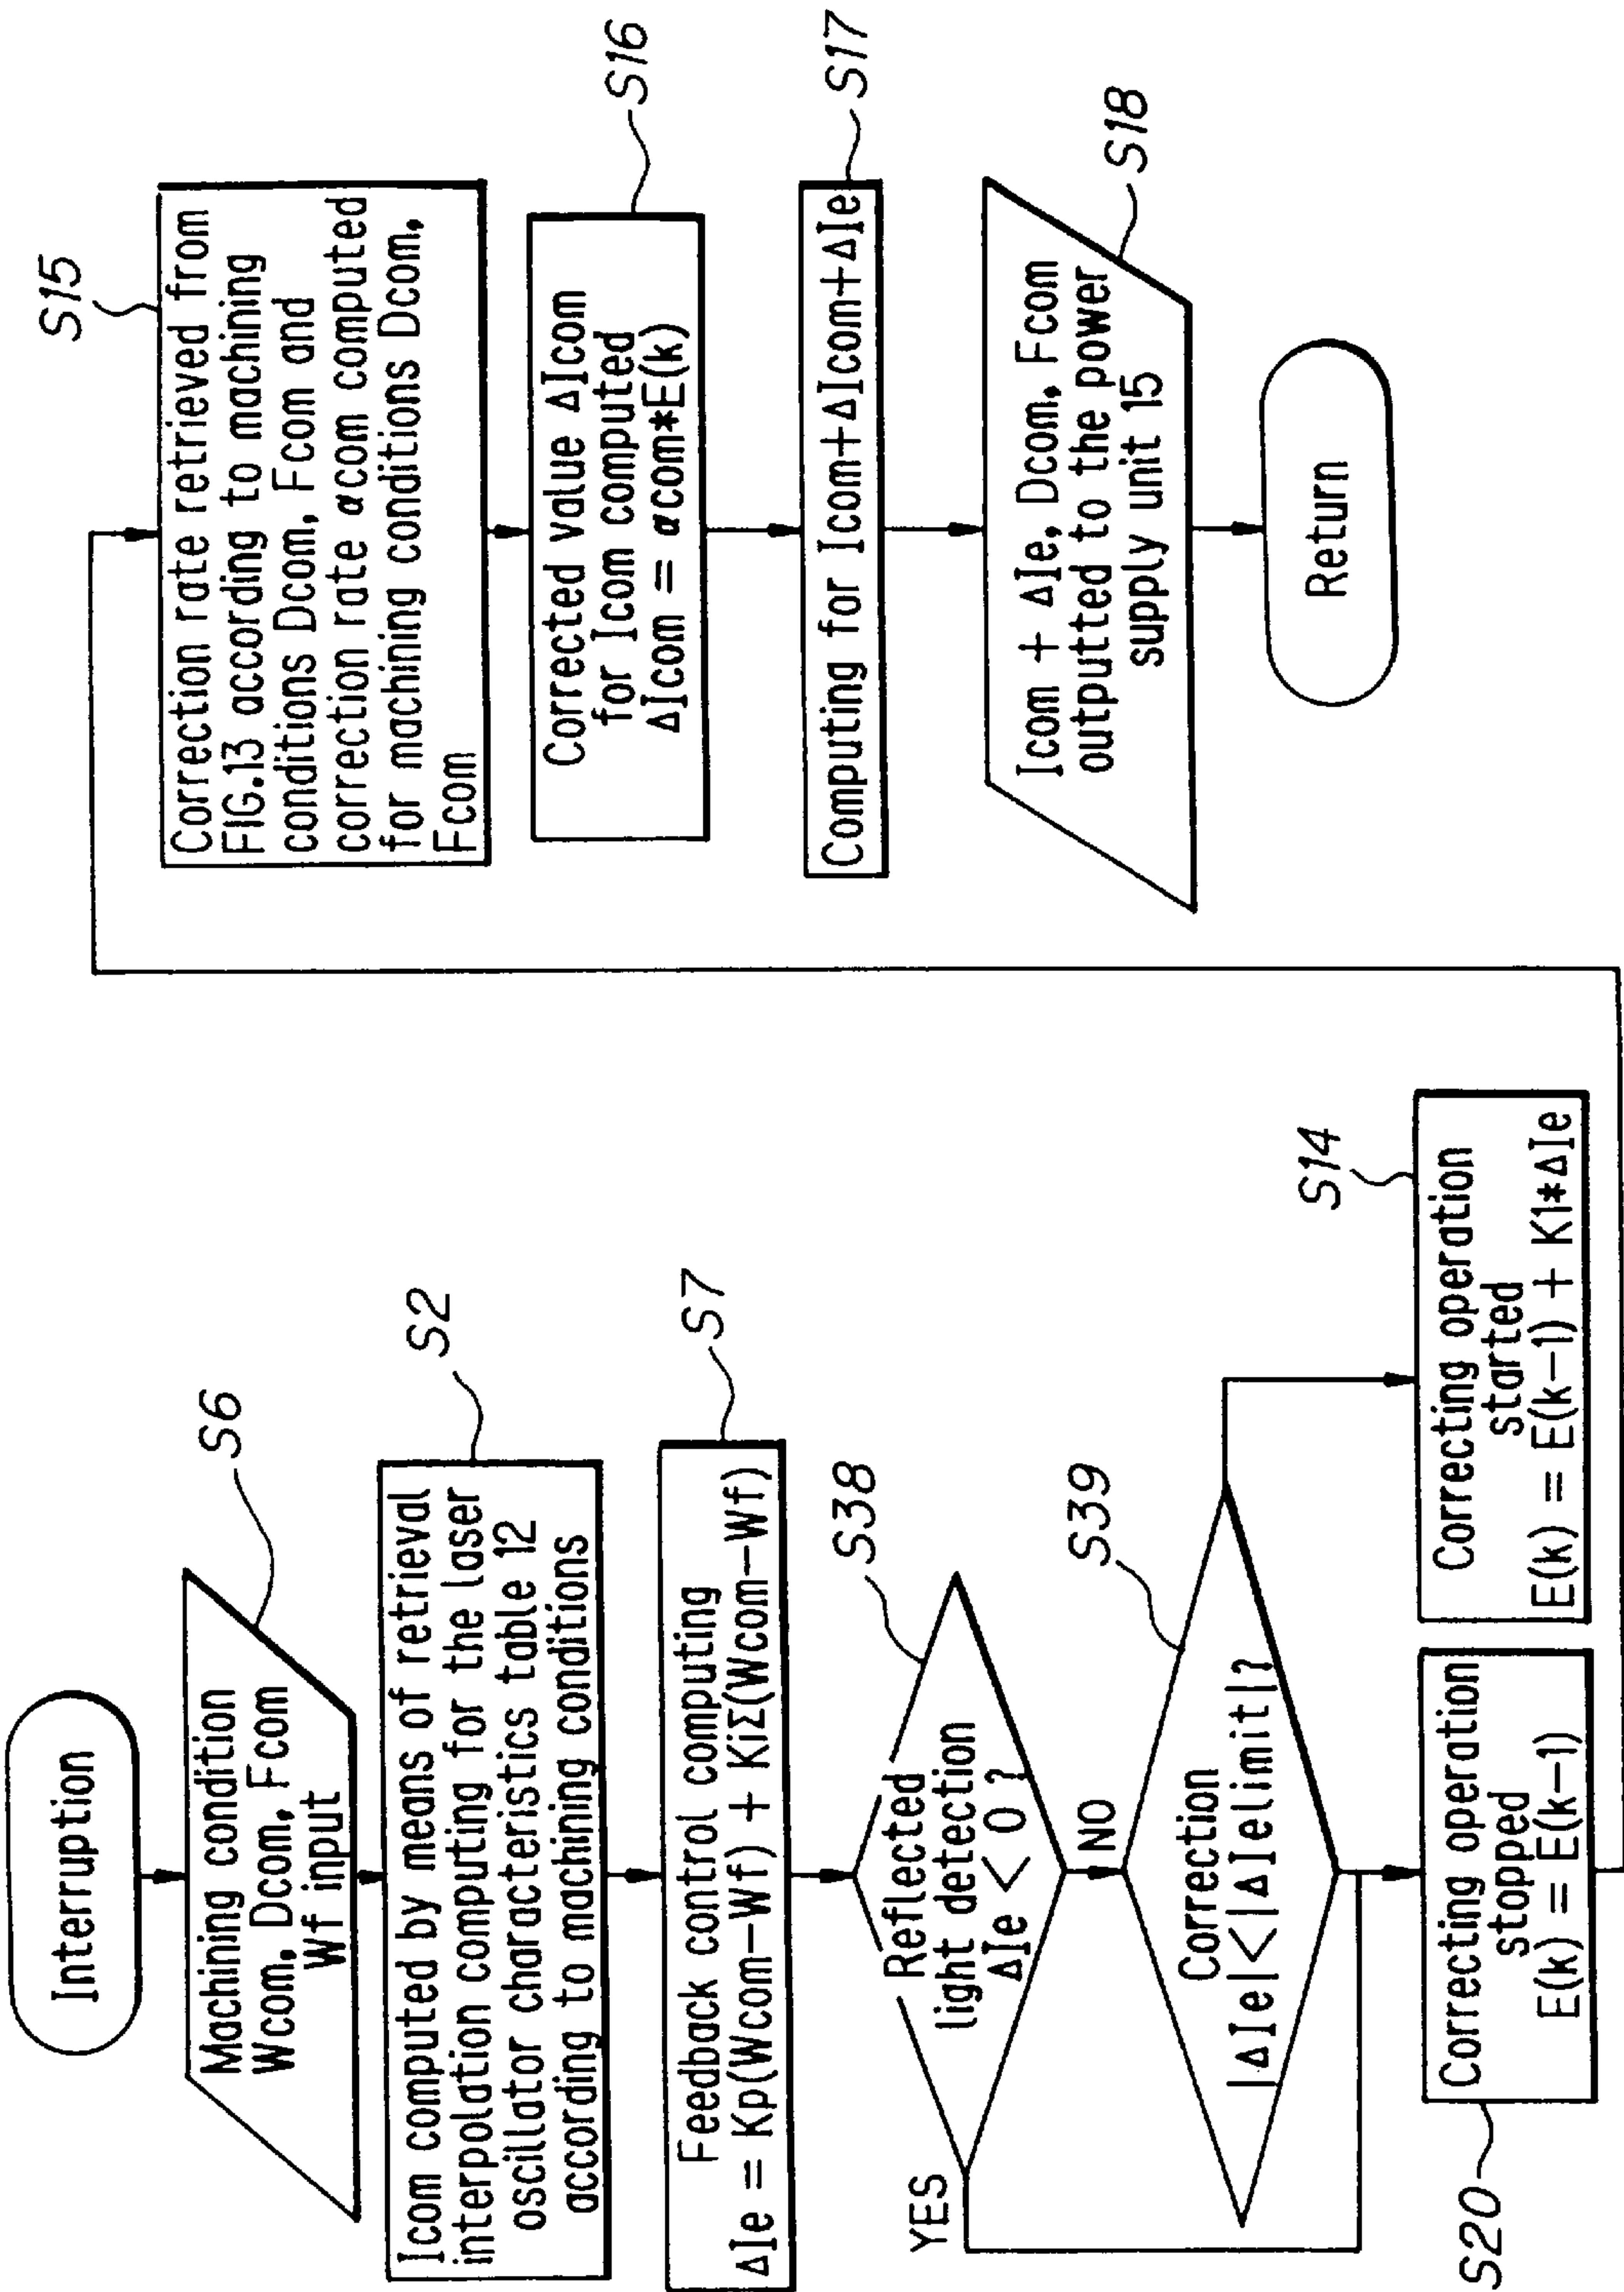 Interruption
Machining condition
Wcom, Dcom, Fcom
Wf input
S6
Icom computed by means of retrieval
interpolation computing for the laser
oscillator characteristics table 12
according to machining conditions
S2
Feedback control computing
ΔIe = Kp(Wcom-Wf) + KiΣ(Wcom-Wf)
S7
Reflected
light detection
ΔIe < 0 ?
S38
YES
NO
Correction
|ΔIe|<|ΔIelimit|?
S39
Correcting operation
stopped
E(k) = E(k-1)
S20
Correcting operation
started
E(k) = E(k-1) + K1*ΔIe
S14
Correction rate retrieved from
FIG.13 according to machining
conditions Dcom, Fcom and
correction rate αcom computed
for machining conditions Dcom,
Fcom
S15
Corrected value ΔIcom
for Icom computed
ΔIcom = αcom*E(k)
S16
Computing for Icom+ΔIcom+ΔIe
S17
Icom + ΔIe, Dcom, Fcom
outputted to the power
supply unit 15
S18
Return